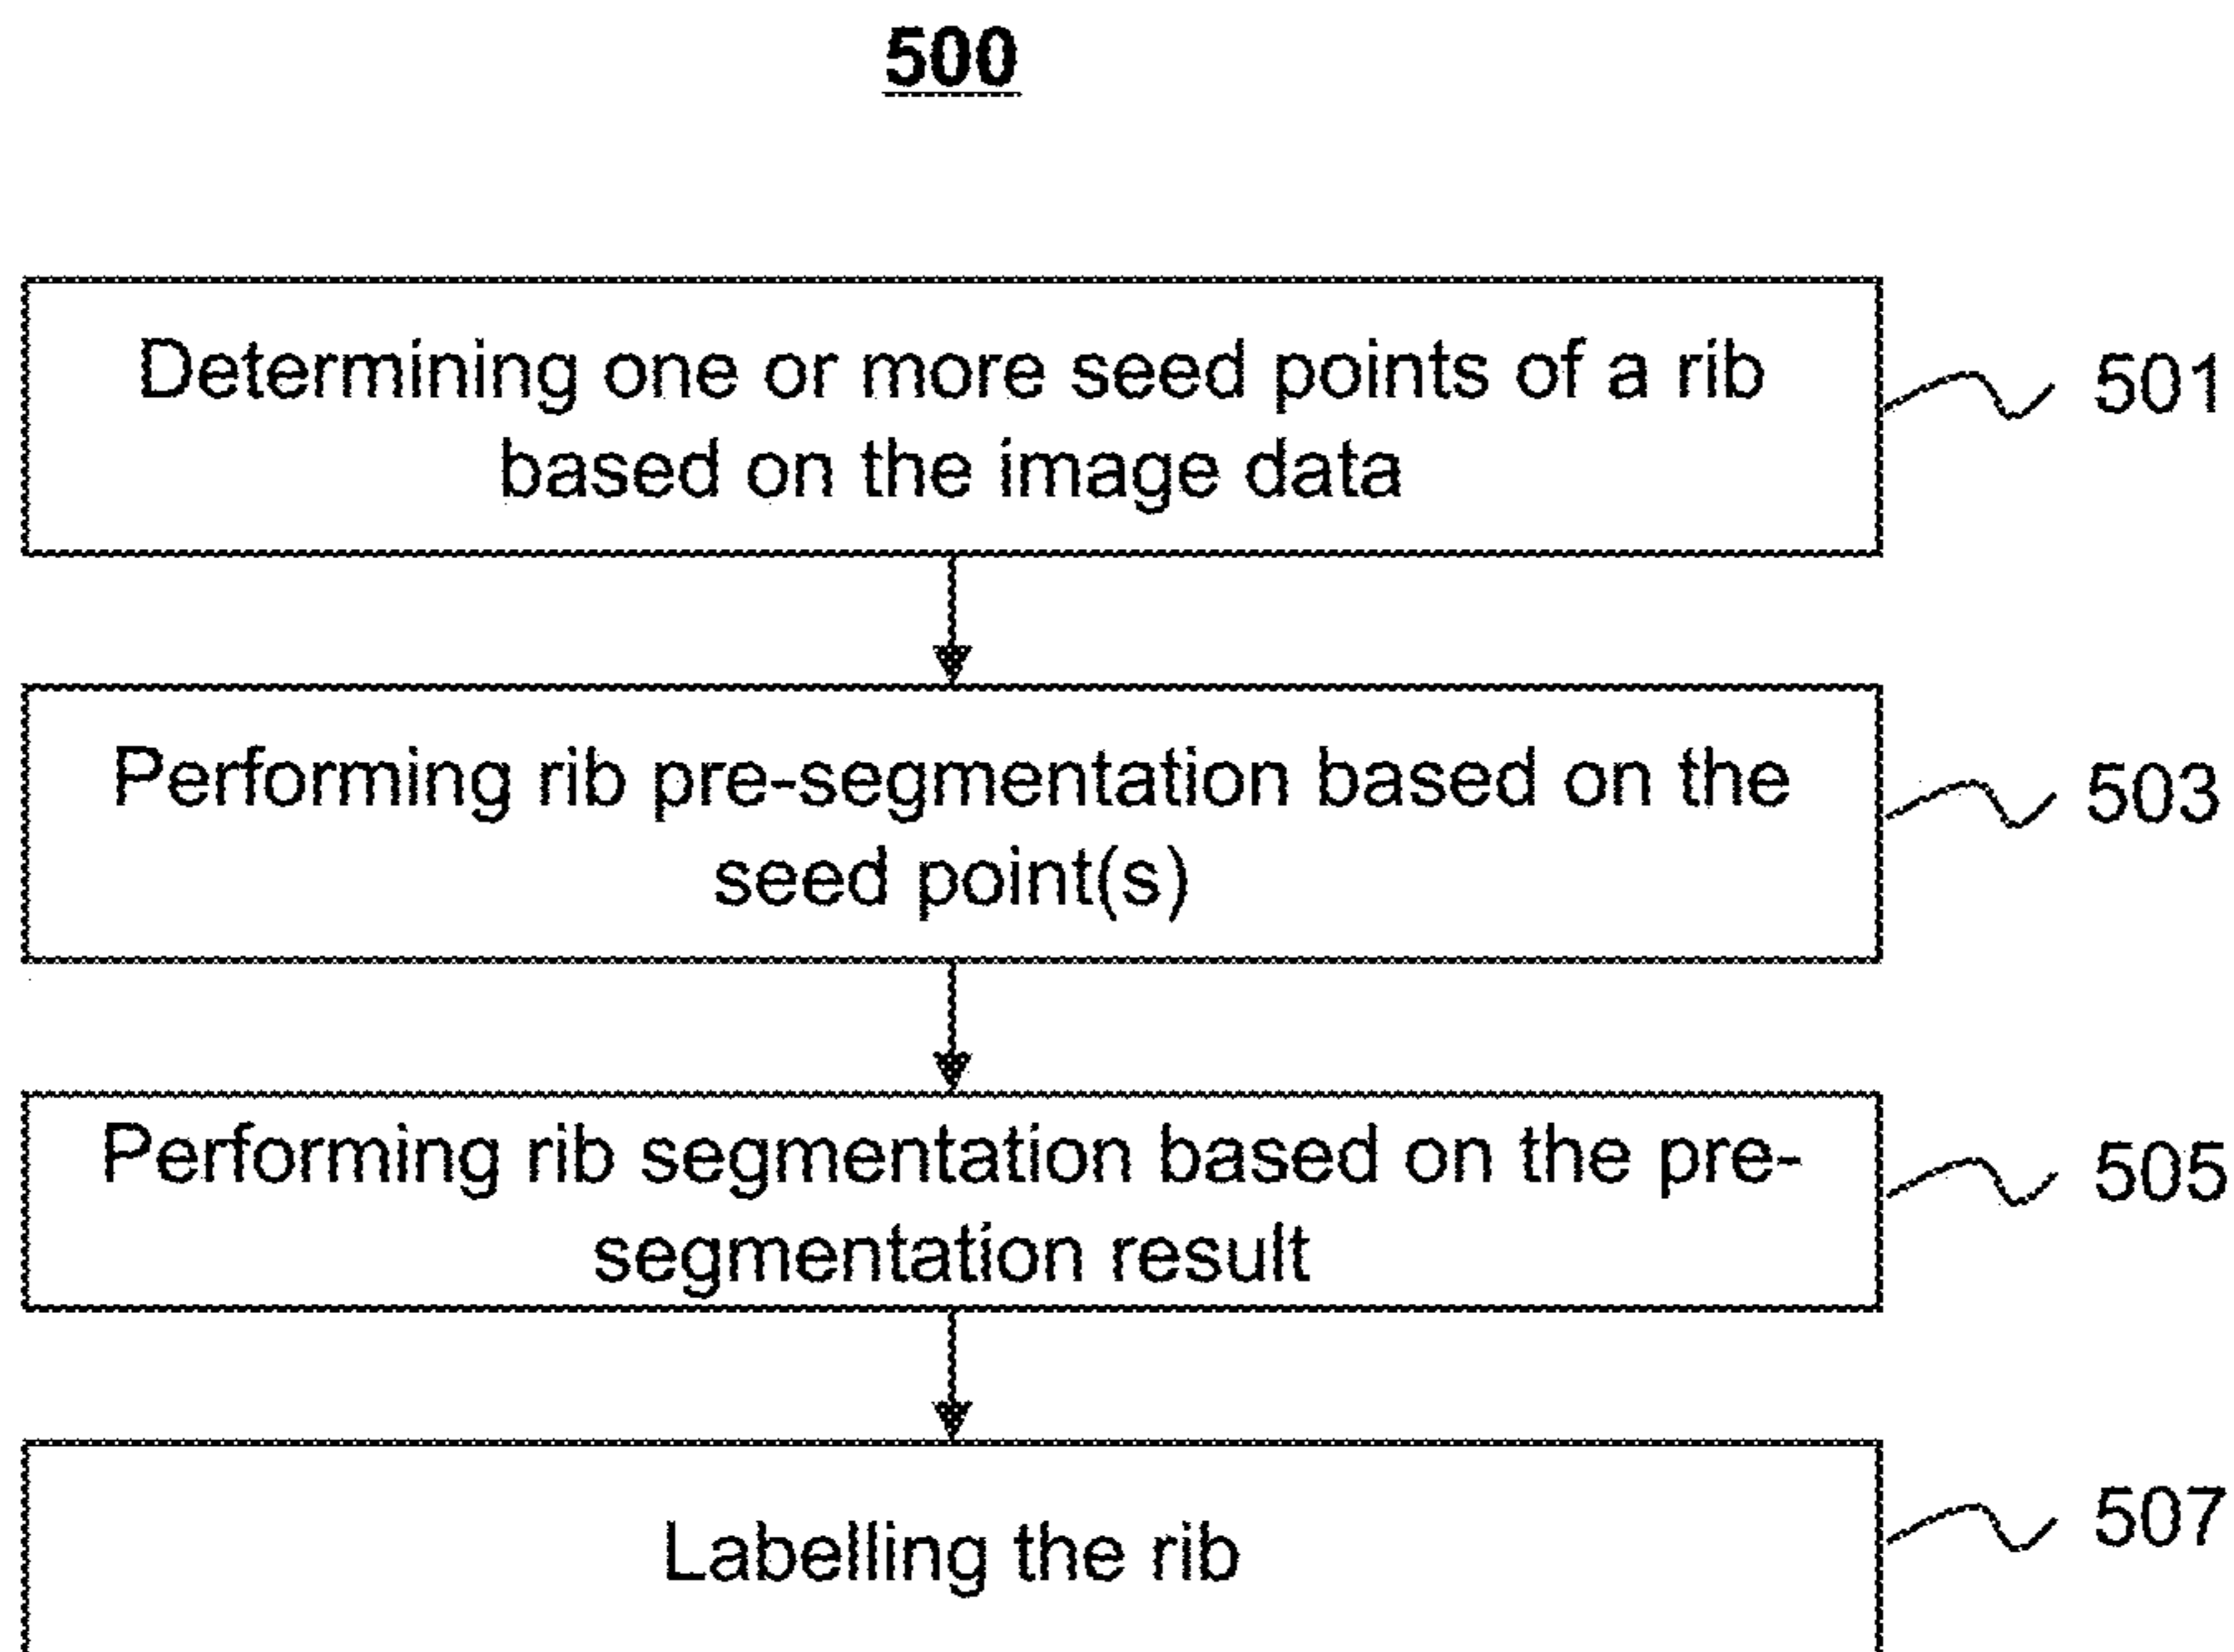 500
Determining one or more seed points of a rib
based on the image data
501
Performing rib pre-segmentation based on the
seed point(s)
503
Performing rib segmentation based on the pre-
segmentation result
505
Labelling the rib
507